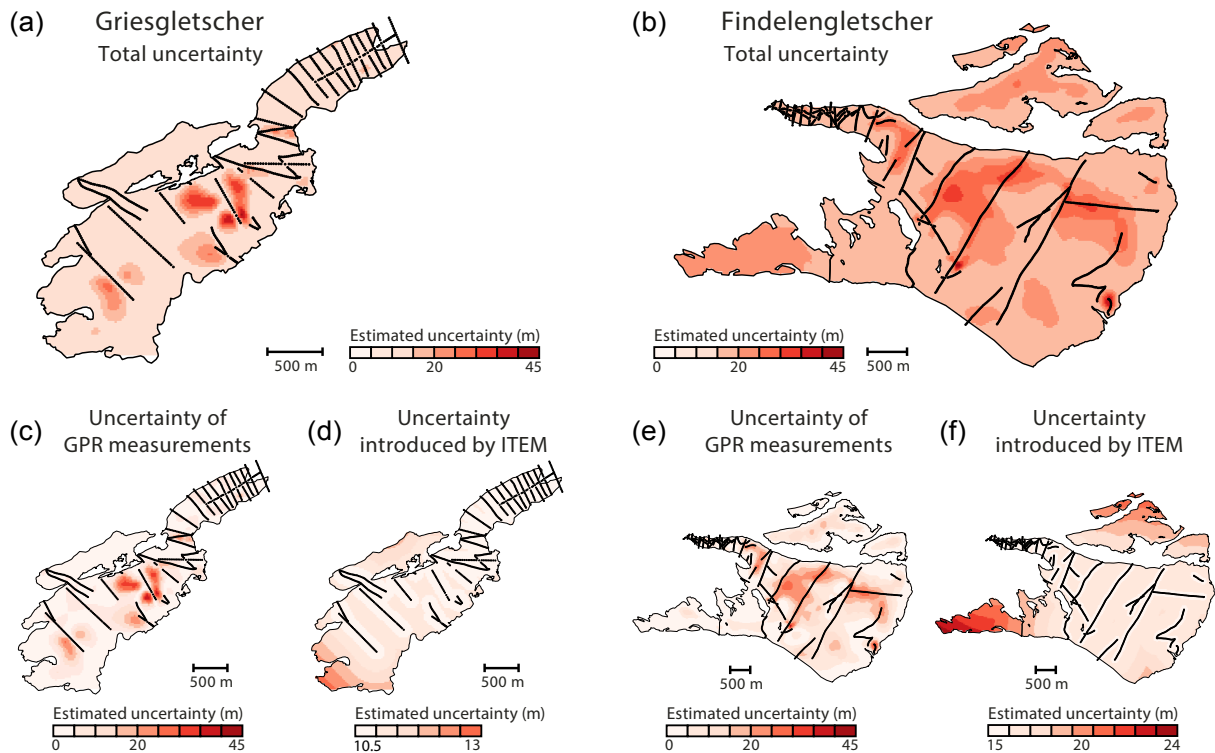 (a) Griesgletscher
Total uncertainty
Estimated uncertainty (m)
500 m
0 20 45
(b) Findelengletscher
Total uncertainty
Estimated uncertainty (m)
0 20 45
500 m
(c) Uncertainty of
GPR measurements
500 m
Estimated uncertainty (m)
0 20 45
(d) Uncertainty
introduced by ITEM
500 m
Estimated uncertainty (m)
10.5 13
(e) Uncertainty of
GPR measurements
500 m
Estimated uncertainty (m)
0 20 45
(f) Uncertainty
introduced by ITEM
500 m
Estimated uncertainty (m)
15 20 24